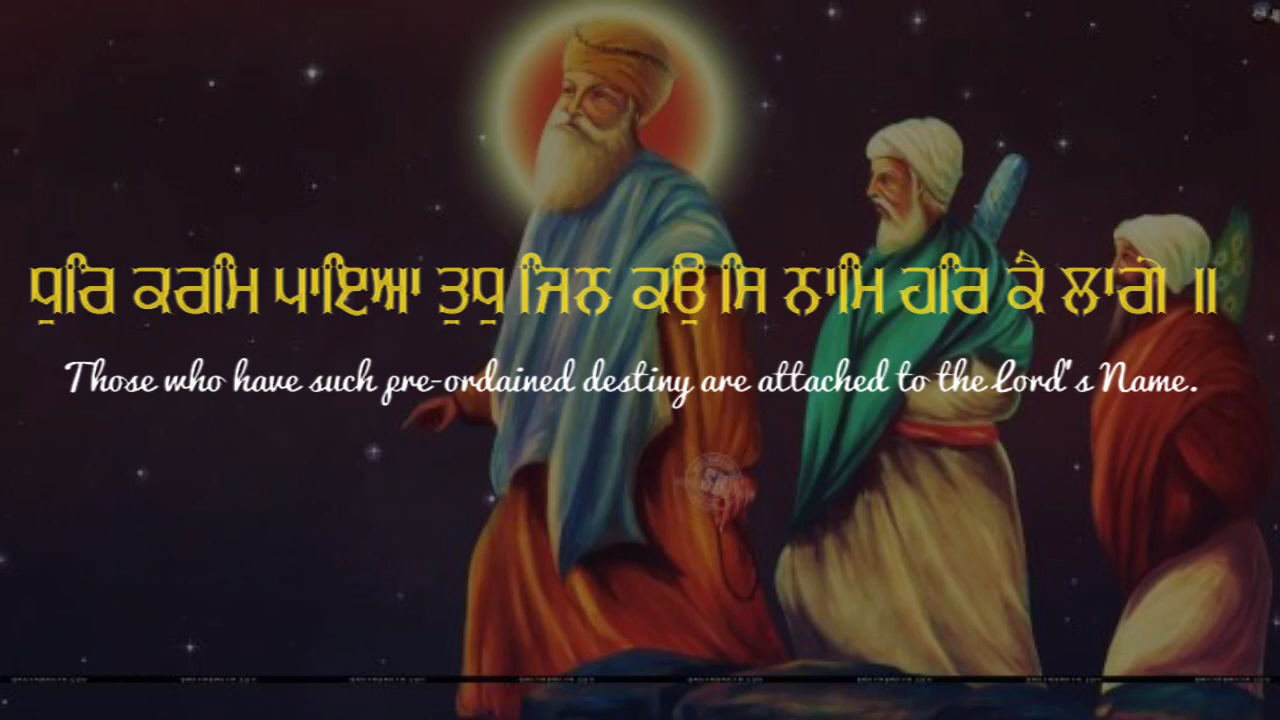 ਧੁਰਿ ਕਰਮਿ ਪਾਇਆ ਤੁਧੁ ਜਿਨ ਕਉ ਸਿ ਨਾਮਿ ਹਰਿ ਕੈ ਲਾਗੇ ॥
Those who have such pre-ordained destiny are attached to the Lord's Name.